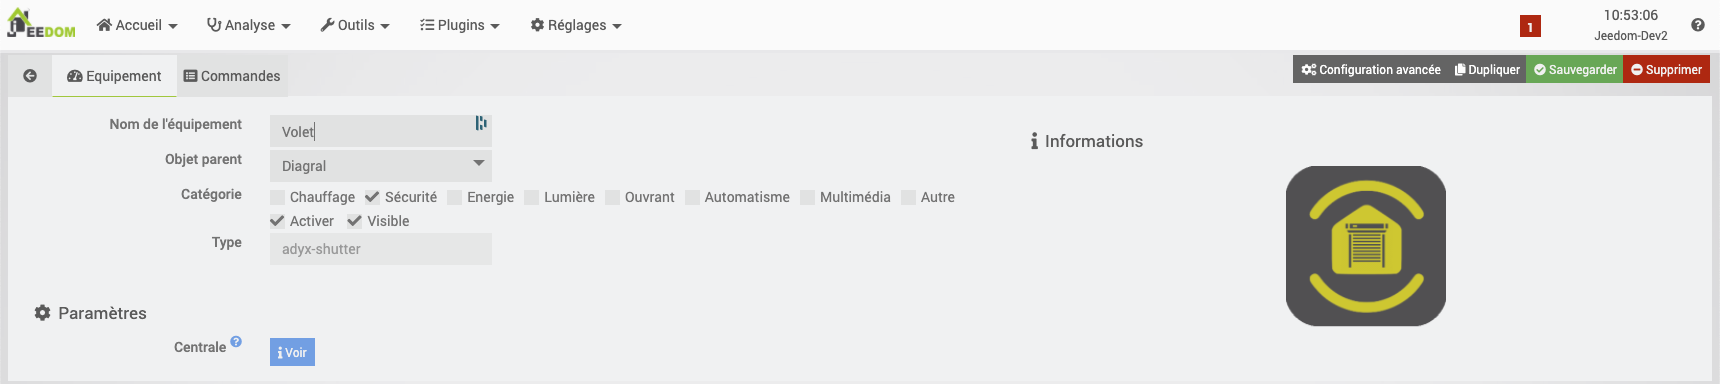 JEEDOM Accueil Analyse Outils Plugins Réglages 1 10:53:06
Jeedom-Dev2
Equipement Commandes Configuration avancée Dupliquer Sauvegarder Supprimer
Nom de l'équipement Volet
Informations
Objet parent Diagral
Catégorie Chauffage Sécurité Energie Lumière Ouvrant Automatisme Multimédia Autre
Activer Visible
Type adyx-shutter
Paramètres
Centrale ? Voir